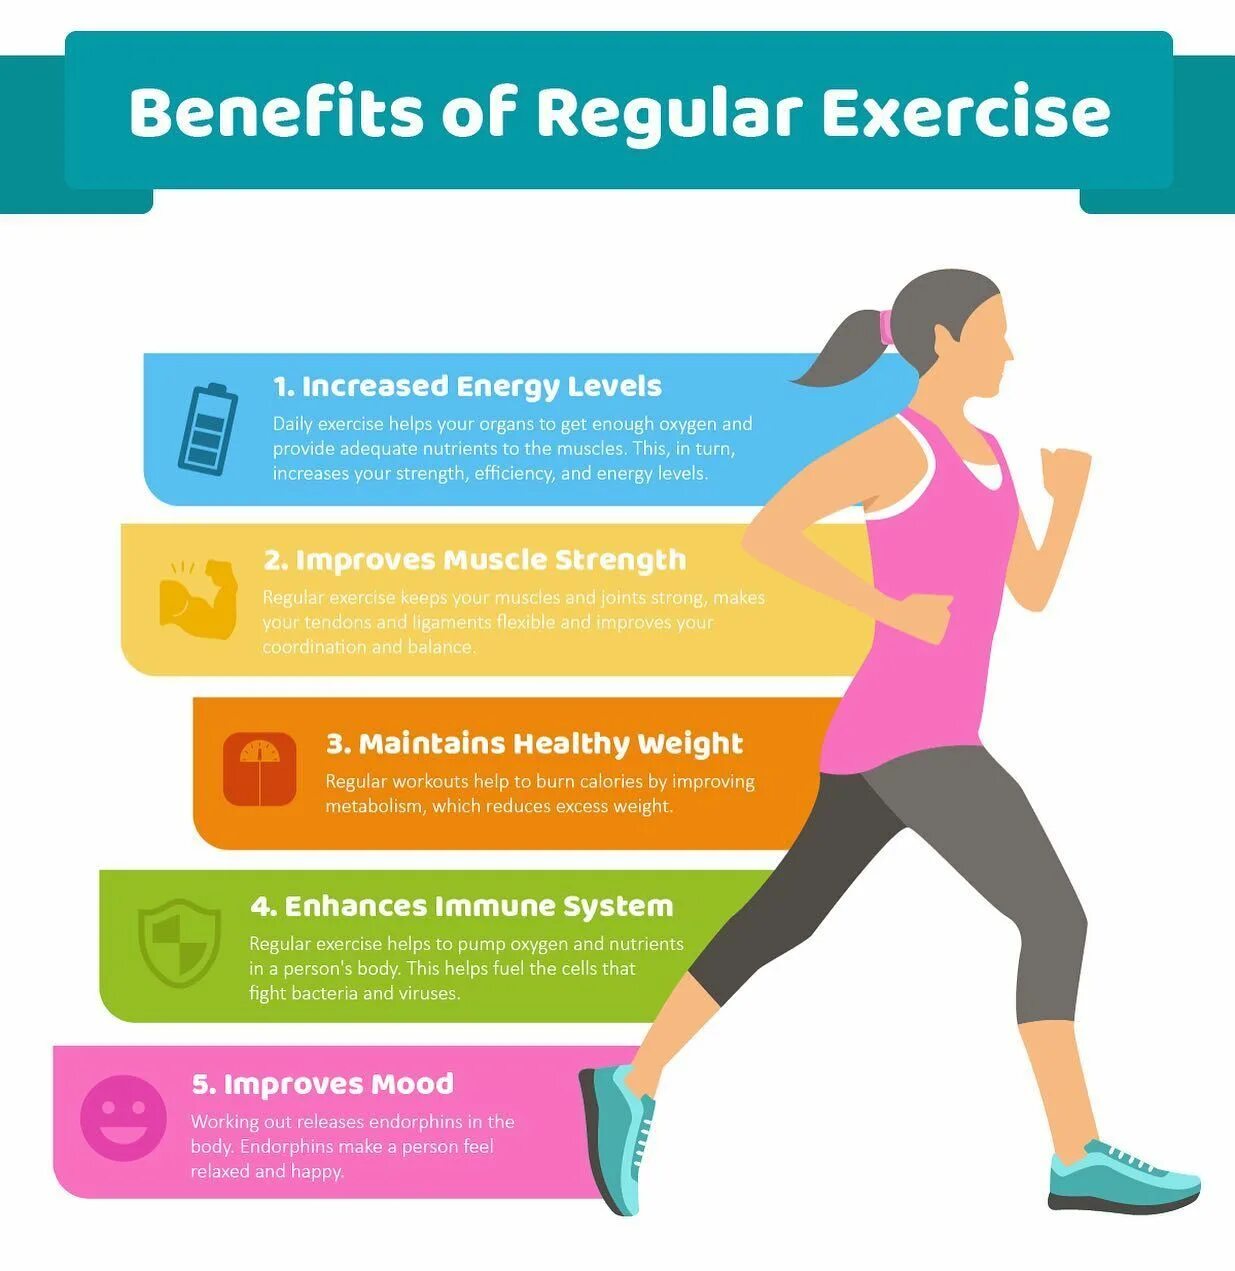 Benefits of Regular Exercise
1. Increased Energy Levels
Daily exercise helps your organs to get enough oxygen and
provide adequate nutrients to the muscles. This, in turn,
increases your strength, efficiency, and energy levels.
2. Improves Muscle Strength
Regular exercise keeps your muscles and joints strong, makes
your tendons and ligaments flexible and improves your
coordination and balance.
3. Maintains Healthy Weight
Regular workouts help to burn calories by improving
metabolism, which reduces excess weight.
4. Enhances Immune System
Regular exercise helps to pump oxygen and nutrients
in a person's body. This helps fuel the cells that
fight bacteria and viruses.
5. Improves Mood
Working out releases endorphins in the
body. Endorphins make a person feel
relaxed and happy.